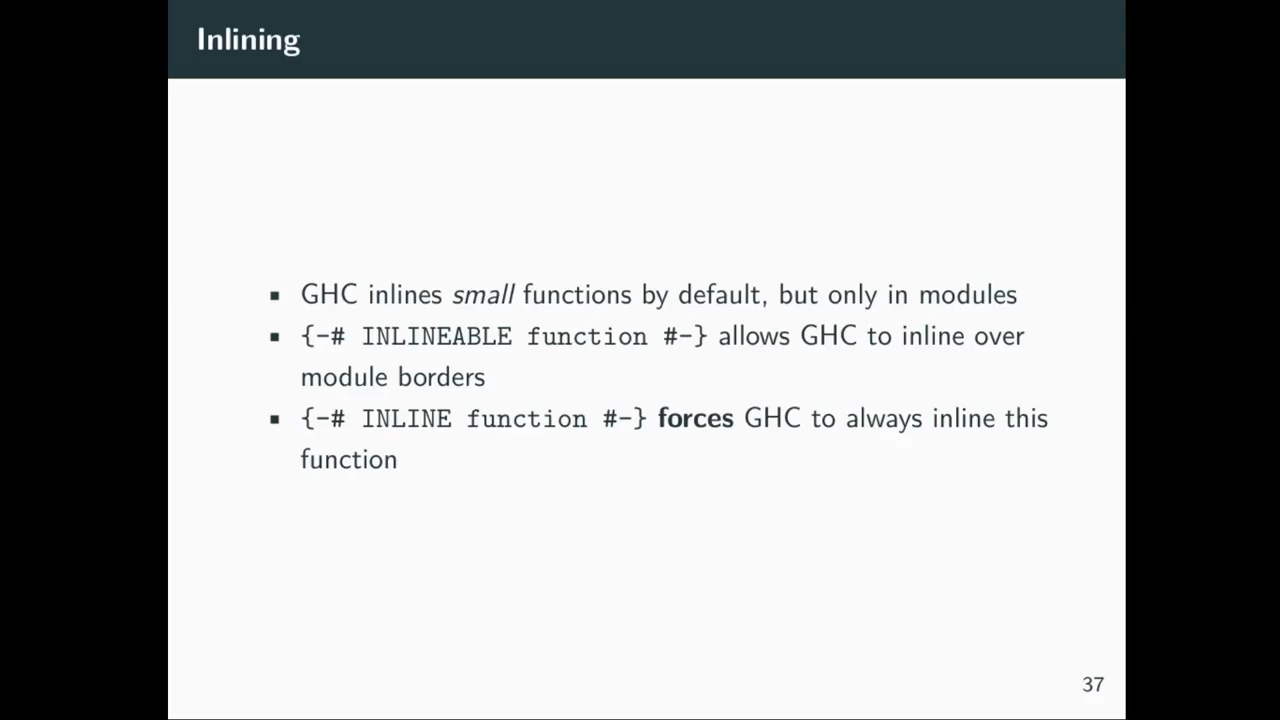 Inlining
▪ GHC inlines small functions by default, but only in modules
▪ {-# INLINEABLE function #-} allows GHC to inline over
module borders
▪ {-# INLINE function #-} forces GHC to always inline this
function
37